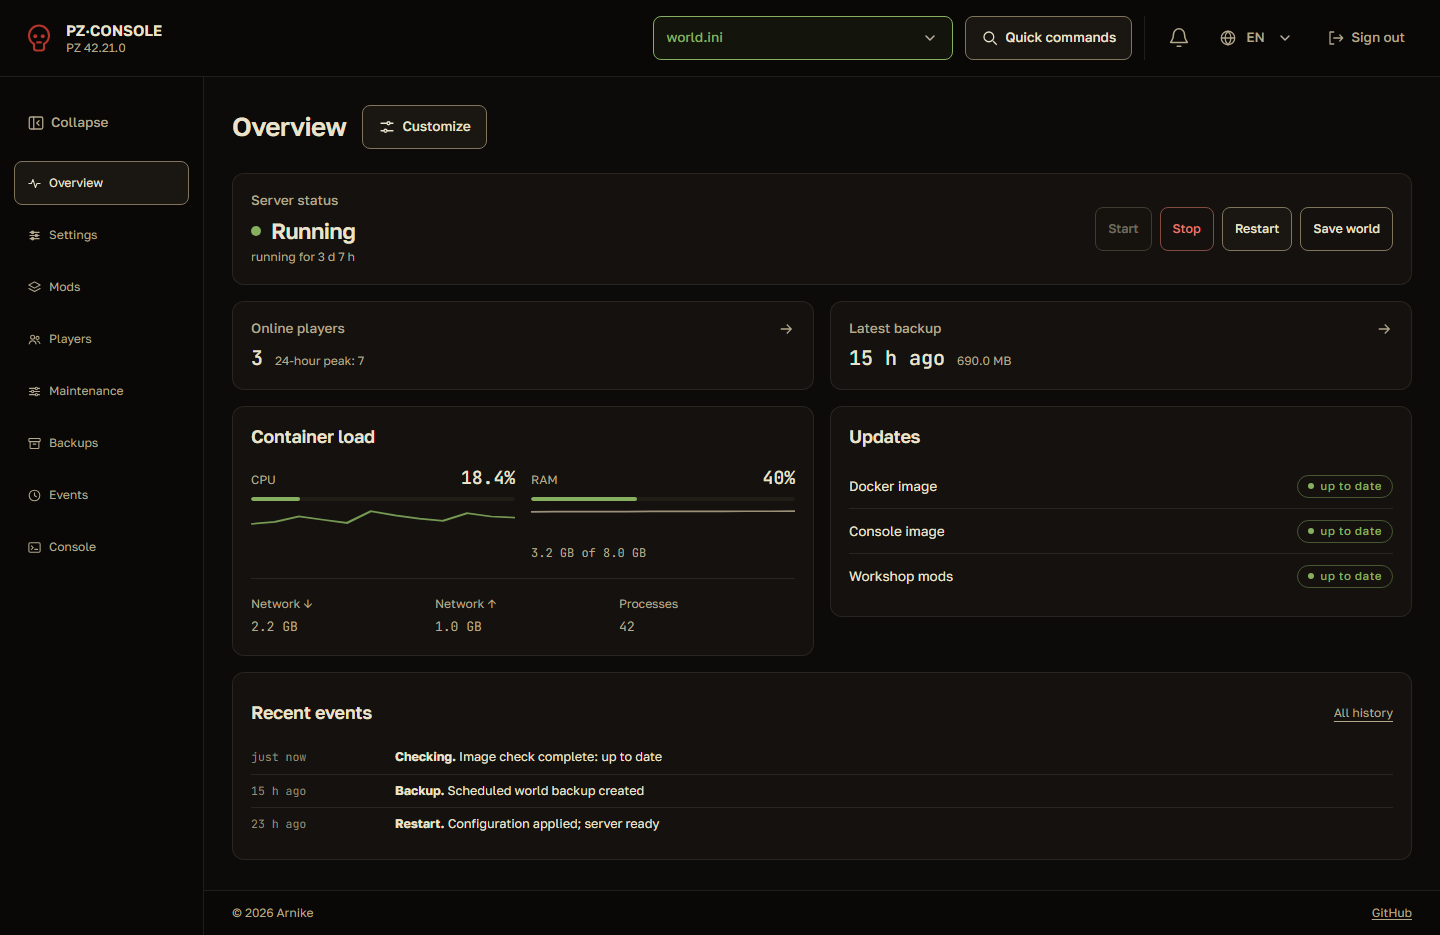 PZ·CONSOLE
PZ 42.21.0
world.ini
Quick commands
EN
Sign out
Collapse
Overview
Settings
Mods
Players
Maintenance
Backups
Events
Console
Overview
Customize
Server status
Running
running for 3 d 7 h
Start
Stop
Restart
Save world
Online players
3 24-hour peak: 7
Latest backup
15 h ago 690.0 MB
Container load
CPU 18.4%
RAM 40%
3.2 GB of 8.0 GB
Network ↓
2.2 GB
Network ↑
1.0 GB
Processes
42
Updates
Docker image up to date
Console image up to date
Workshop mods up to date
Recent events
All history
just now Checking. Image check complete: up to date
15 h ago Backup. Scheduled world backup created
23 h ago Restart. Configuration applied; server ready
© 2026 Arnike
GitHub